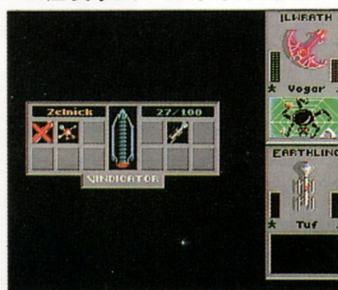 Zelnick 27/100
VINDICATOR
ILWRATH
Vogar
EARTHLING
Tuf